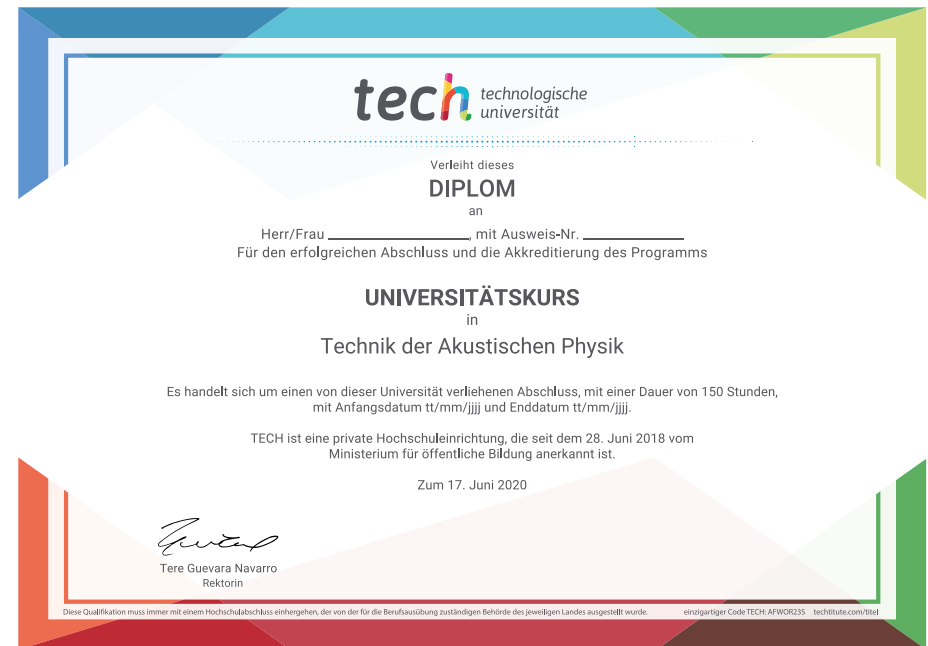 tech technologische
universität
Verleiht dieses
DIPLOM
an
Herr/Frau ____________________, mit Ausweis-Nr. ______________
Für den erfolgreichen Abschluss und die Akkreditierung des Programms
UNIVERSITÄTSKURS
in
Technik der Akustischen Physik
Es handelt sich um einen von dieser Universität verliehenen Abschluss, mit einer Dauer von 150 Stunden,
mit Anfangsdatum tt/mm/jjjj und Enddatum tt/mm/jjjj.
TECH ist eine private Hochschuleinrichtung, die seit dem 28. Juni 2018 vom
Ministerium für öffentliche Bildung anerkannt ist.
Zum 17. Juni 2020
Tere Guevara Navarro
Rektorin
Diese Qualifikation muss immer mit einem Hochschulabschluss einhergehen, der von der für die Berufsausübung zuständigen Behörde des jeweiligen Landes ausgestellt wurde. einzigartiger Code TECH: AFWOR235 techtitute.com/titel